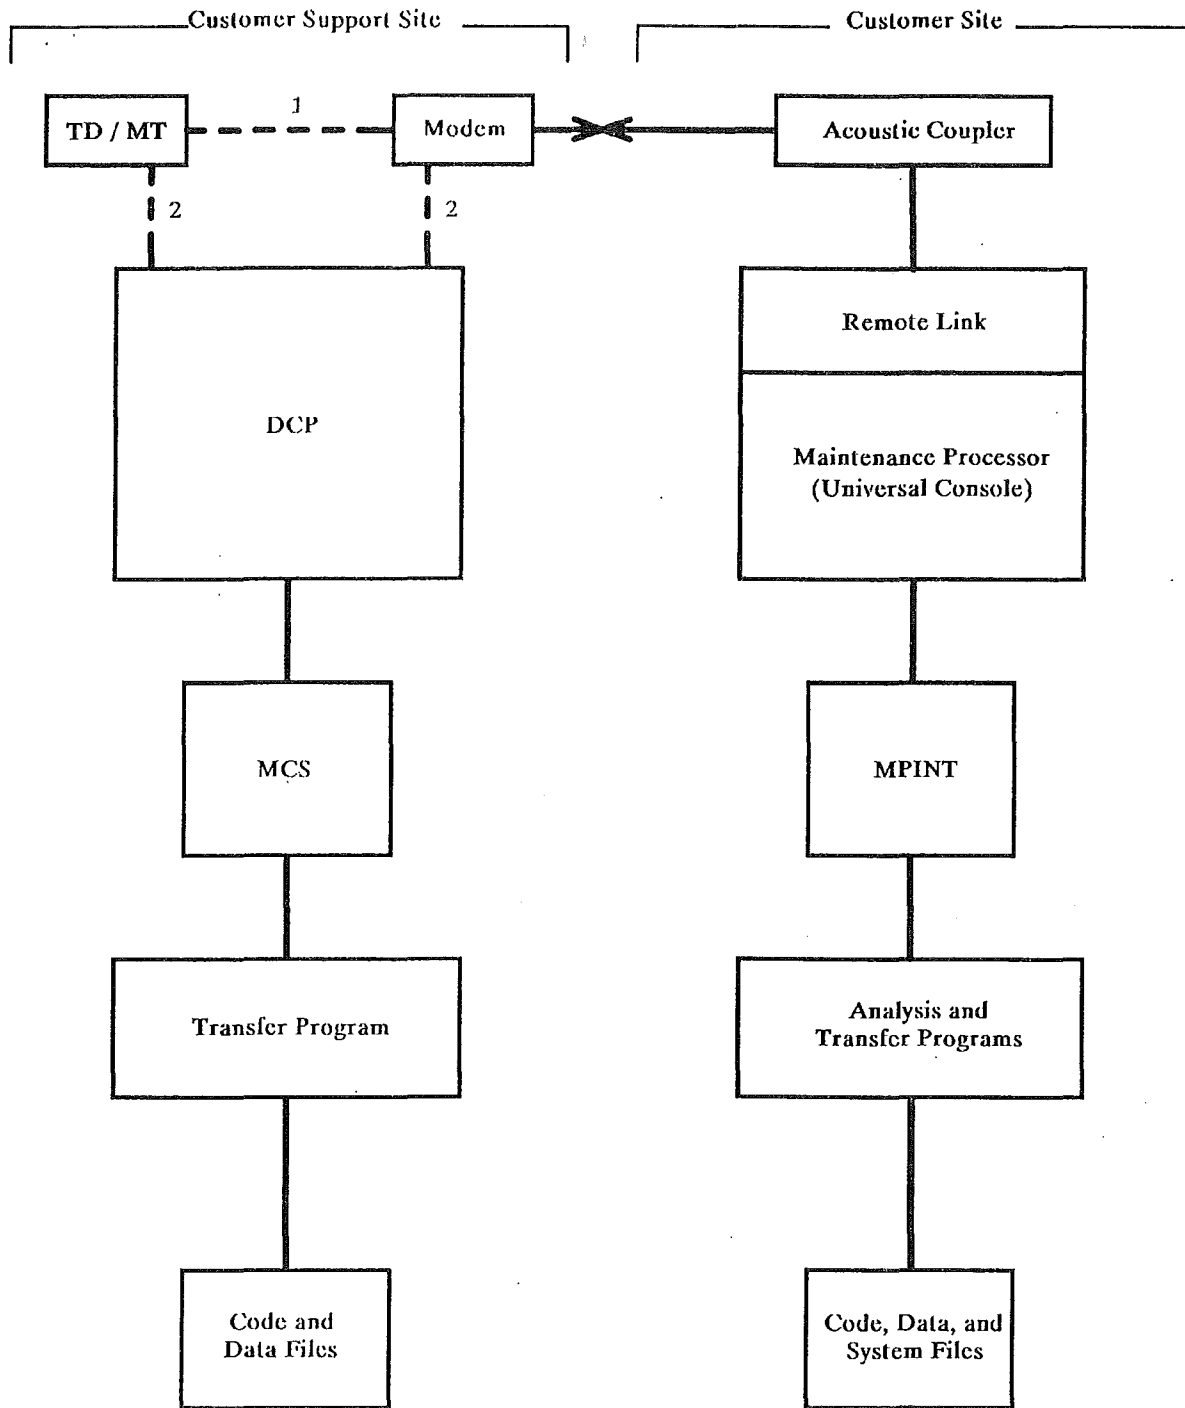 Customer Support Site
Customer Site
TD / MT
1
Modem
Acoustic Coupler
2
2
Remote Link
DCP
Maintenance Processor
(Universal Console)
MCS
MPINT
Transfer Program
Analysis and
Transfer Programs
Code and
Data Files
Code, Data, and
System Files